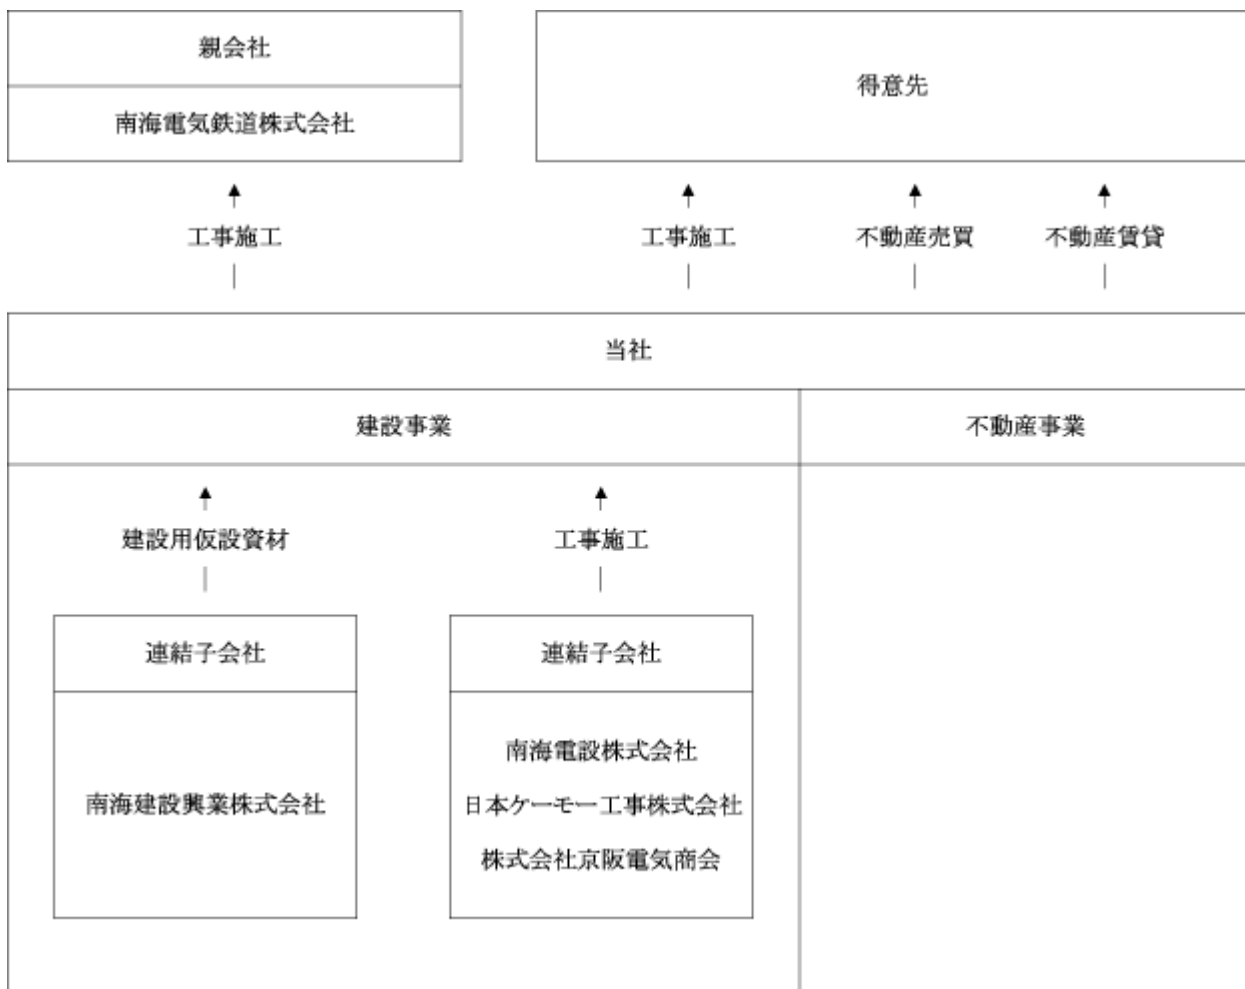 親会社
南海電気鉄道株式会社
得意先
工事施工
工事施工
不動産売買
不動産賃貸
当社
建設事業
不動産事業
建設用仮設資材
工事施工
連結子会社
南海建設興業株式会社
連結子会社
南海電設株式会社
日本ケーモー工事株式会社
株式会社京阪電気商会